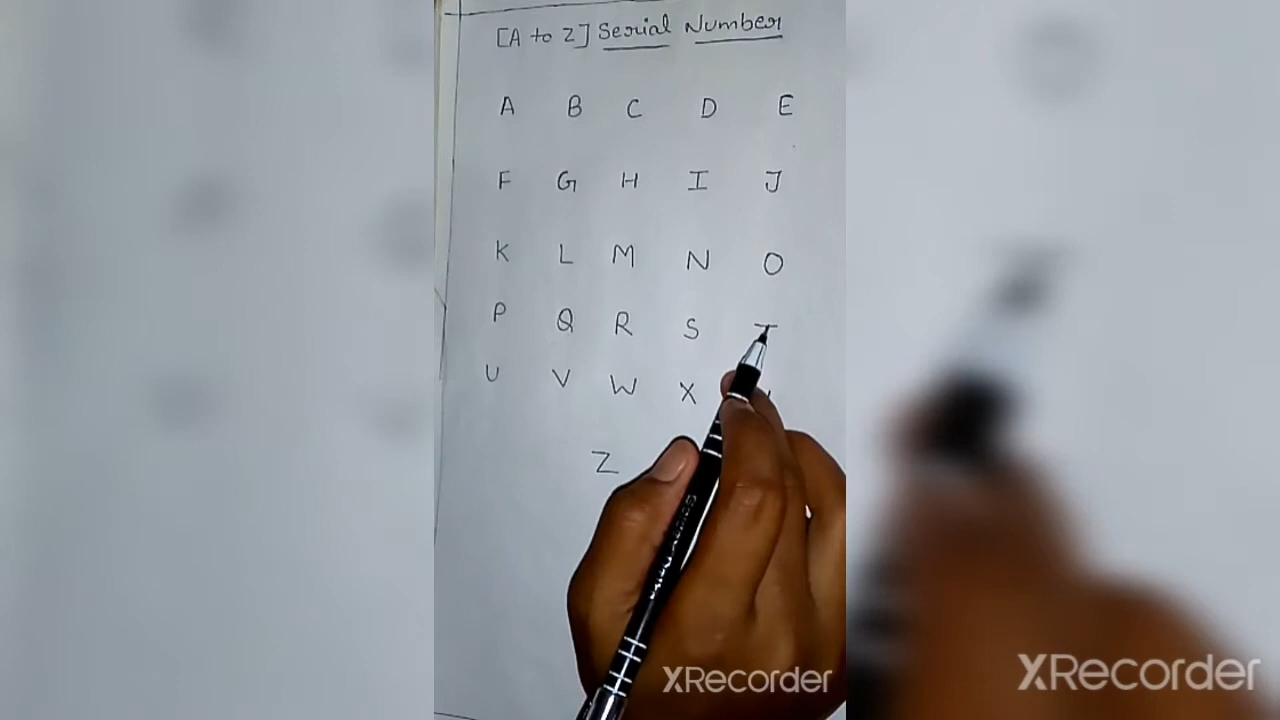 [A to Z] Serial Number
A B C D E
F G H I J
K L M N O
P Q R S T
U V W X
Z
XRecorder
XRecorder